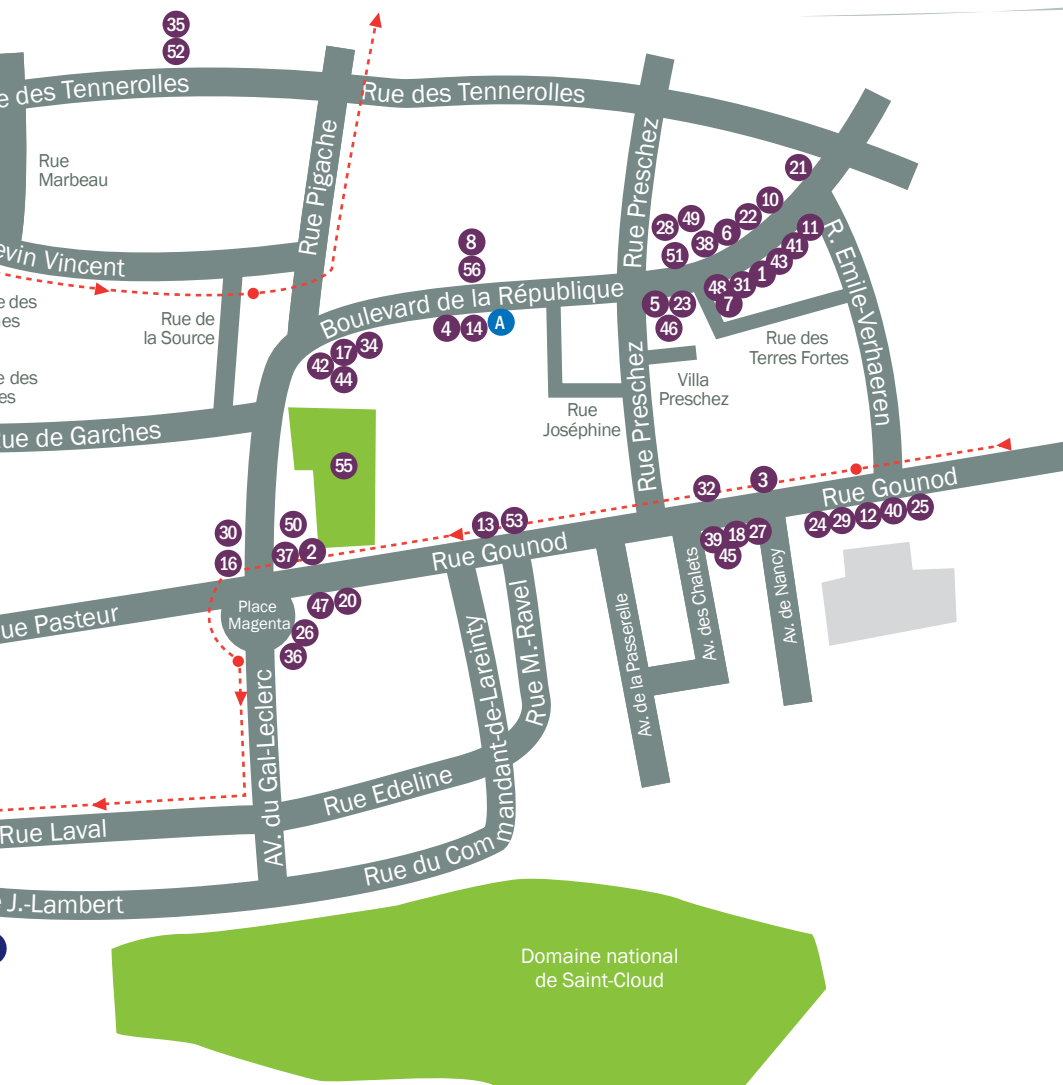 35
52
e des Tennerolles
Rue des Tennerolles
Rue
Marbeau
Rue Pigache
Rue Preschez
21
10
22
49
28
6
38
51
11
41
43
1
31
48
7
8
56
evin Vincent
Boulevard de la République
5
23
46
R. Emile-Verhaeren
e des
es
Rue de
la Source
4
14
A
34
17
42
44
Rue des
Terres Fortes
Villa
Preschez
e des
es
Rue Preschez
Rue
Joséphine
ue de Garches
55
32
3
Rue Gounod
30
50
13
53
24
29
12
40
25
16
37
2
Rue Gounod
39
18
27
45
ue Pasteur
Place
Magenta
47
20
26
36
Av. des Chalets
Av. de Nancy
Av. de la Passerelle
Rue M.-Ravel
AV. du Gal-Leclerc
Rue Edeline
Rue Laval
Rue du Commandant-de-Lareinty
J.-Lambert
Domaine national
de Saint-Cloud